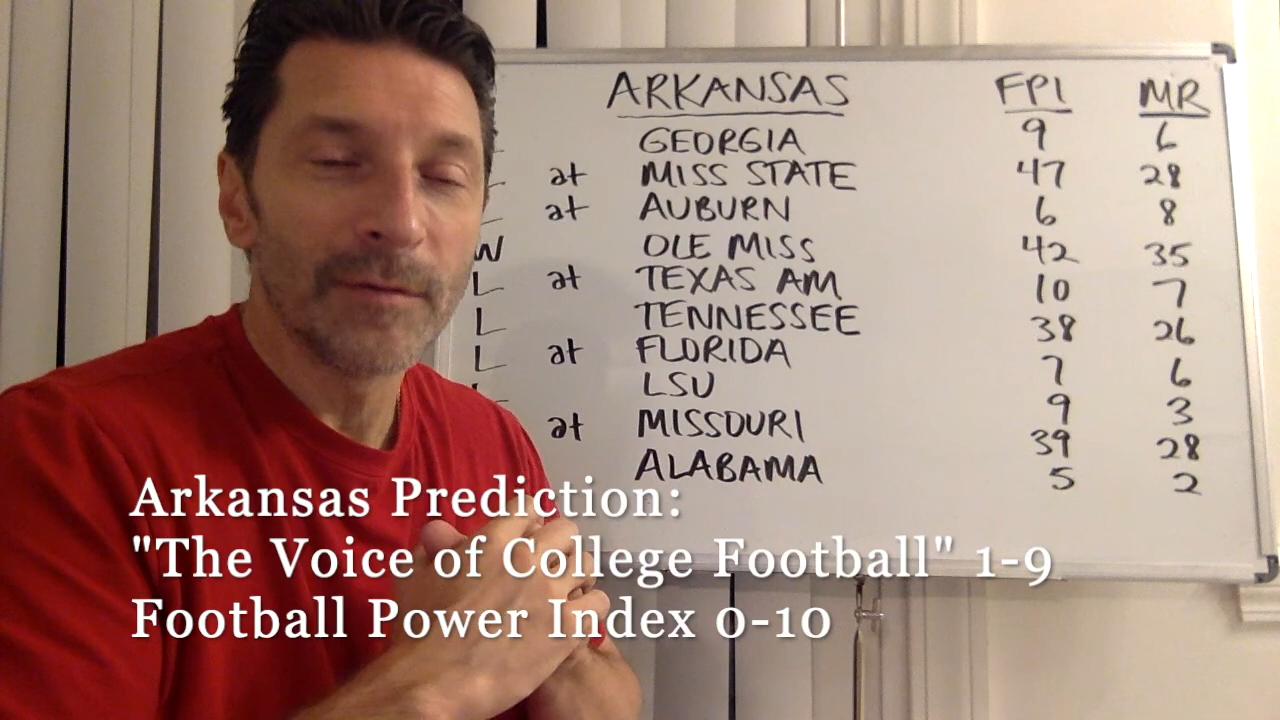 ARKANSAS FPI MR
GEORGIA 9 6
at MISS STATE 47 28
at AUBURN 6 8
W OLE MISS 42 35
L at TEXAS AM 10 7
L TENNESSEE 38 26
L at FLORIDA 7 6
LSU 9 3
at MISSOURI 39 28
ALABAMA 5 2
Arkansas Prediction:
"The Voice of College Football" 1-9
Football Power Index 0-10